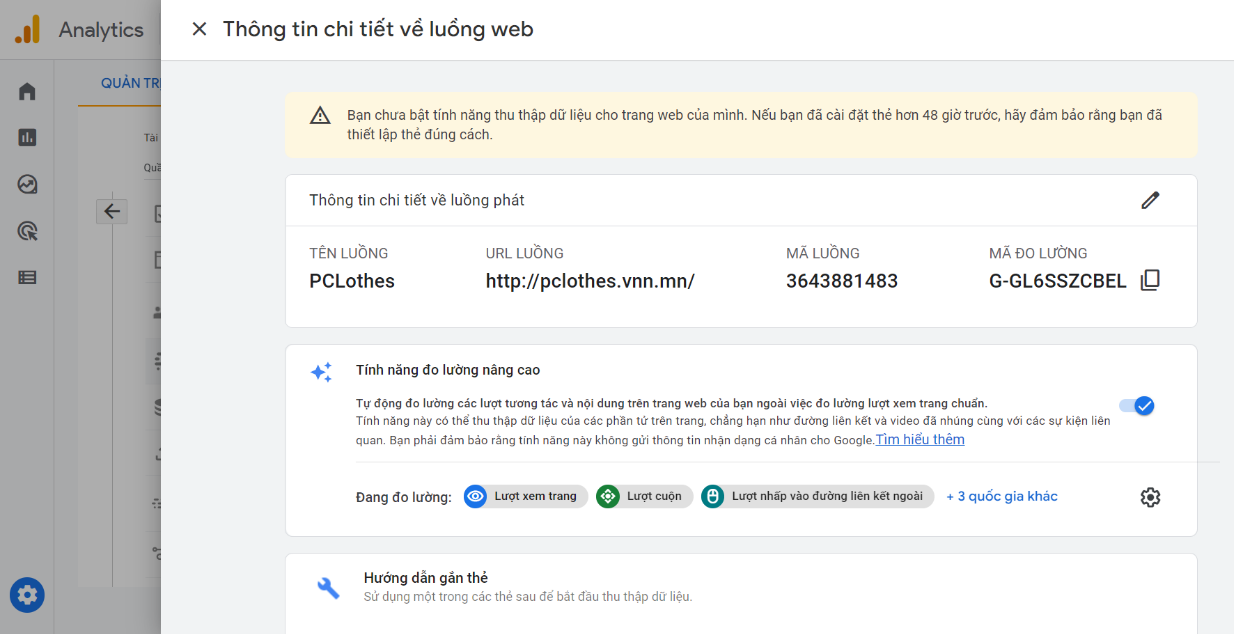 Analytics
Thông tin chi tiết về luồng web
QUẢN TRỊ
Tài
Bạn chưa bật tính năng thu thập dữ liệu cho trang web của mình. Nếu bạn đã cài đặt thẻ hơn 48 giờ trước, hãy đảm bảo rằng bạn đã
thiết lập thẻ đúng cách.
Thông tin chi tiết về luồng phát
TÊN LUỒNG URL LUỒNG MÃ LUỒNG MÃ ĐO LƯỜNG
PCLothes http://pclothes.vnn.mn/ 3643881483 G-GL6SSZCBEL
Tính năng đo lường nâng cao
Tự động đo lường các lượt tương tác và nội dung trên trang web của bạn ngoài việc đo lường lượt xem trang chuẩn.
Tính năng này có thể thu thập dữ liệu của các phần tử trên trang, chẳng hạn như đường liên kết và video đã nhúng cùng với các sự kiện liên
quan. Bạn phải đảm bảo rằng tính năng này không gửi thông tin nhận dạng cá nhân cho Google. Tìm hiểu thêm
Đang đo lường: Lượt xem trang Lượt cuộn Lượt nhấp vào đường liên kết ngoài + 3 quốc gia khác
Hướng dẫn gắn thẻ
Sử dụng một trong các thẻ sau để bắt đầu thu thập dữ liệu.